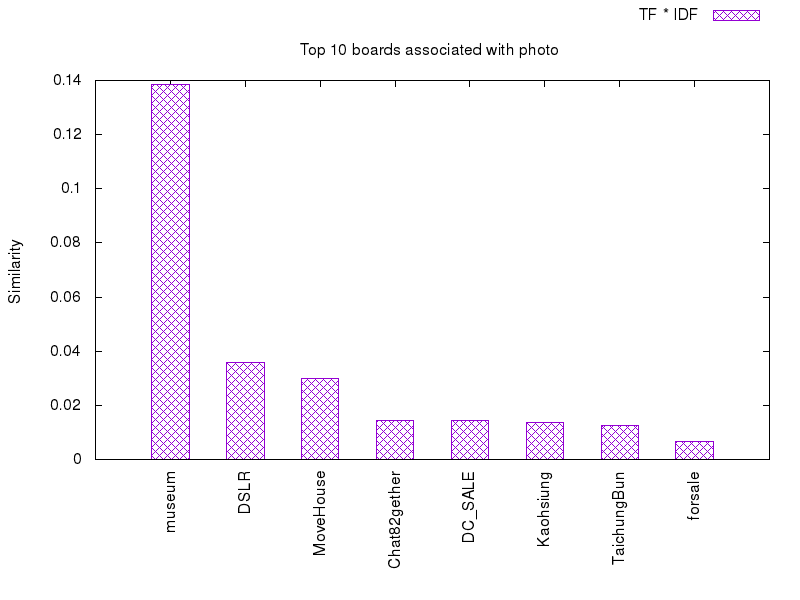 TF * IDF
Top 10 boards associated with photo
Similarity
0.14
0.12
0.1
0.08
0.06
0.04
0.02
0
museum
DSLR
MoveHouse
Chat82gether
DC_SALE
Kaohsiung
TaichungBun
forsale